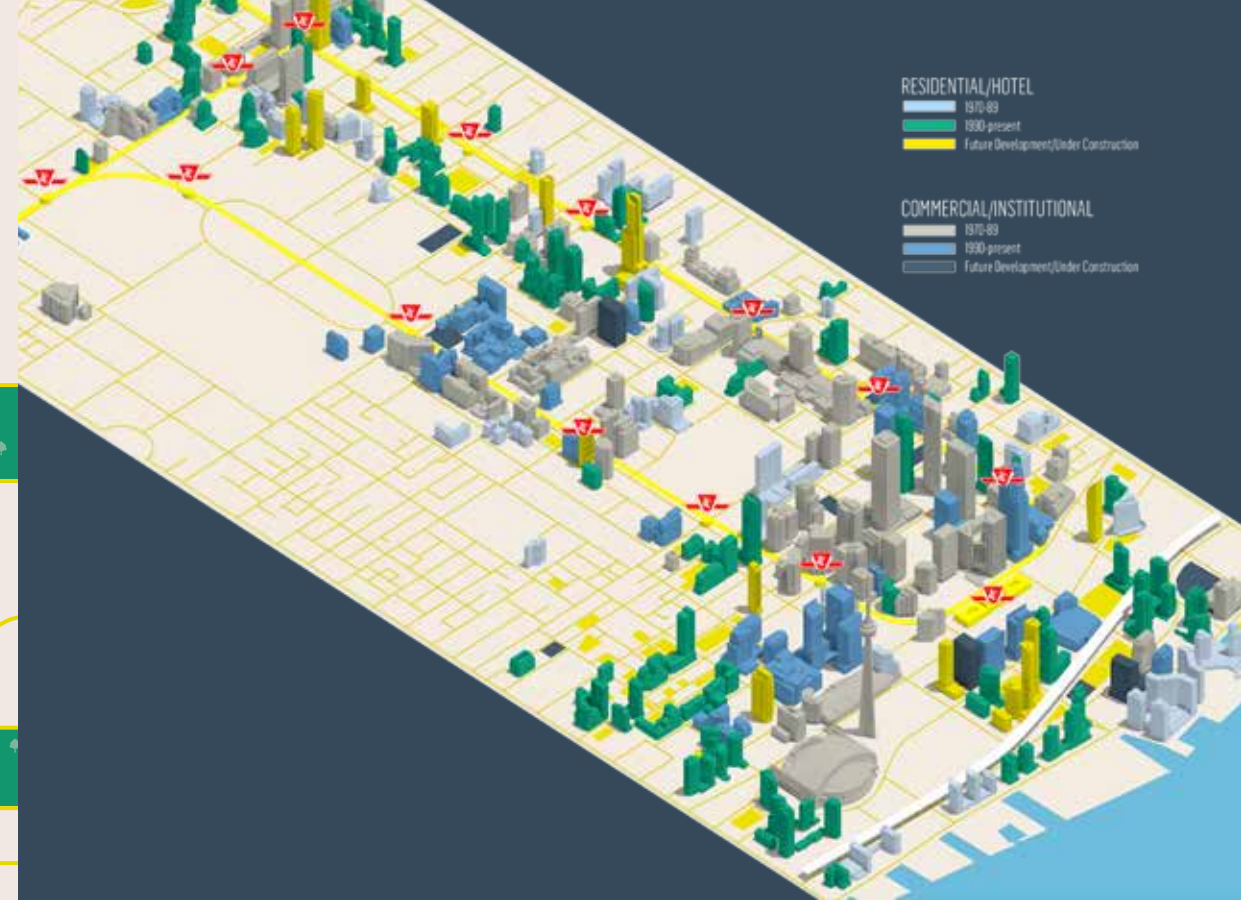 RESIDENTIAL/HOTEL
1970-89
1990-present
Future Development/Under Construction
COMMERCIAL/INSTITUTIONAL
1970-89
1990-present
Future Development/Under Construction